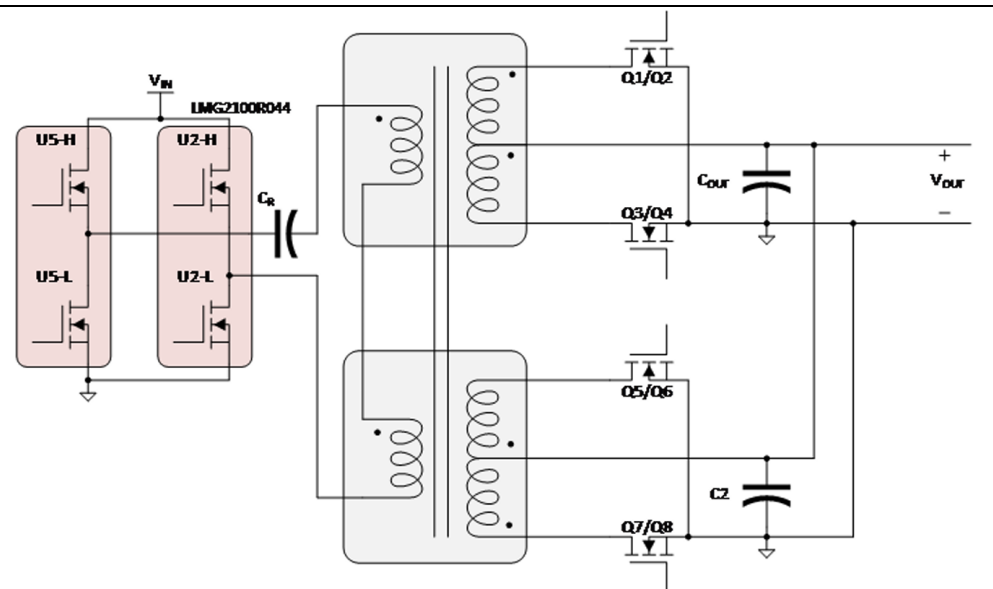 VIN
LMG2100R044
U5-H
U2-H
CR
U5-L
U2-L
Q1/Q2
COUT
+
VOUT
−
Q3/Q4
Q5/Q6
C2
Q7/Q8